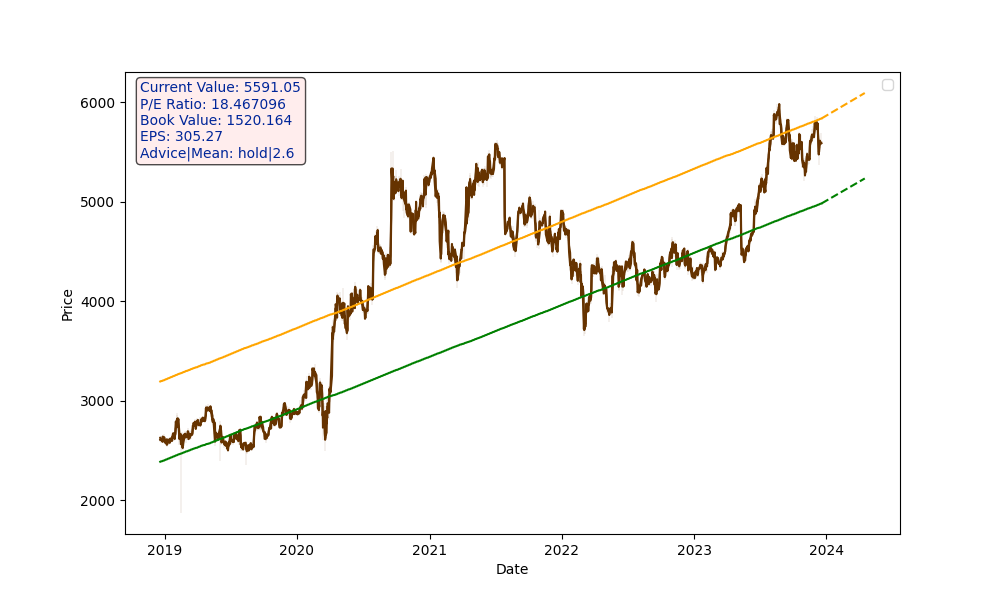 Current Value: 5591.05
P/E Ratio: 18.467096
Book Value: 1520.164
EPS: 305.27
Advice|Mean: hold|2.6
6000
5000
4000
3000
2000
Price
2019 2020 2021 2022 2023 2024
Date